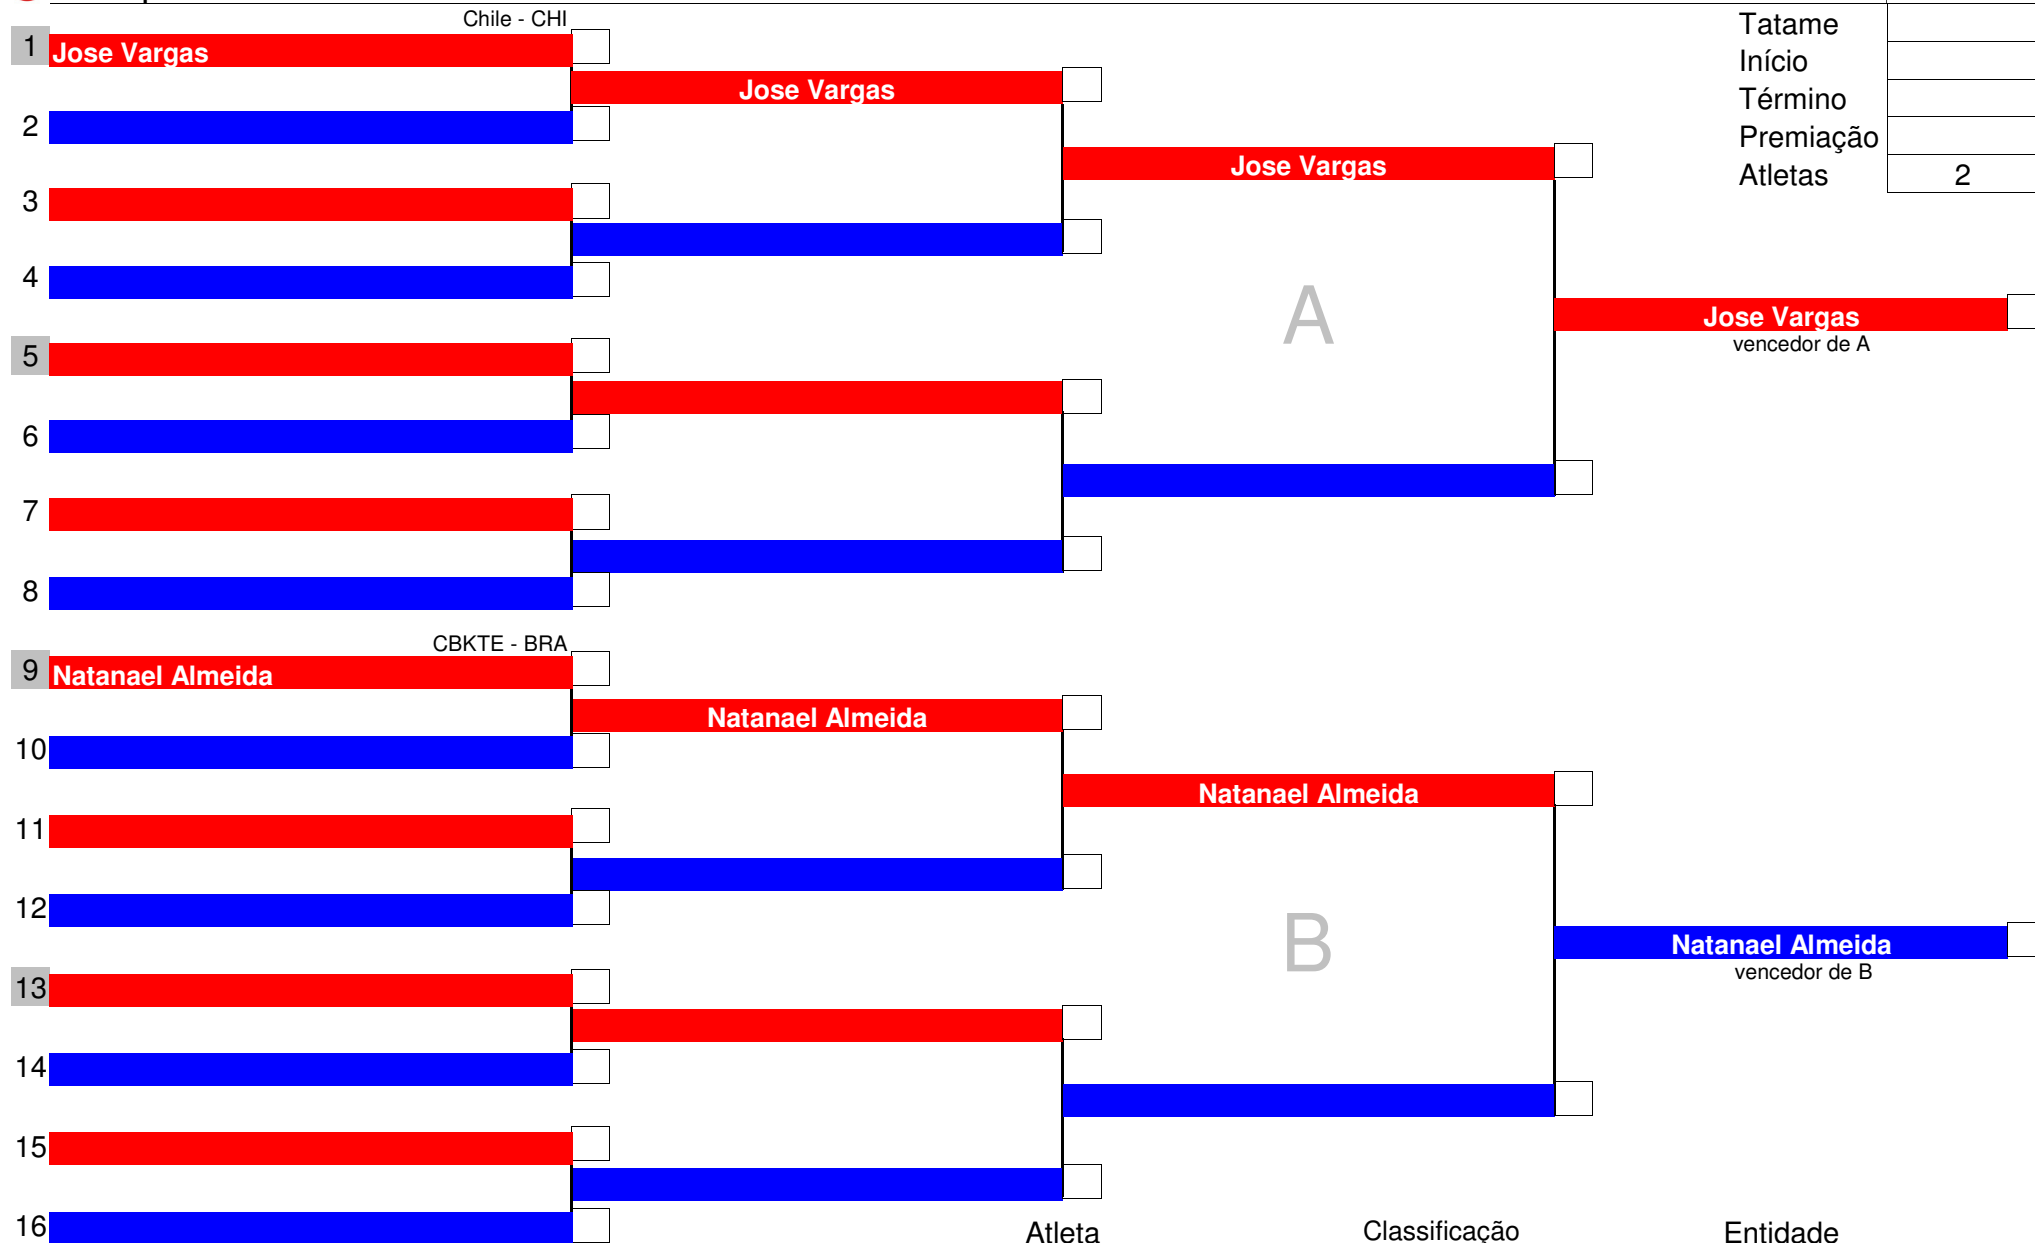 Chile - CHI
1 Jose Vargas
Jose Vargas
2
Jose Vargas
3
4
Jose Vargas
vencedor de A
A
5
6
7
8
CBKTE - BRA
9 Natanael Almeida
Natanael Almeida
10
Natanael Almeida
11
12
Natanael Almeida
vencedor de B
B
13
14
15
16
Tatame
Início
Término
Premiação
Atletas 2
Atleta Classificação Entidade